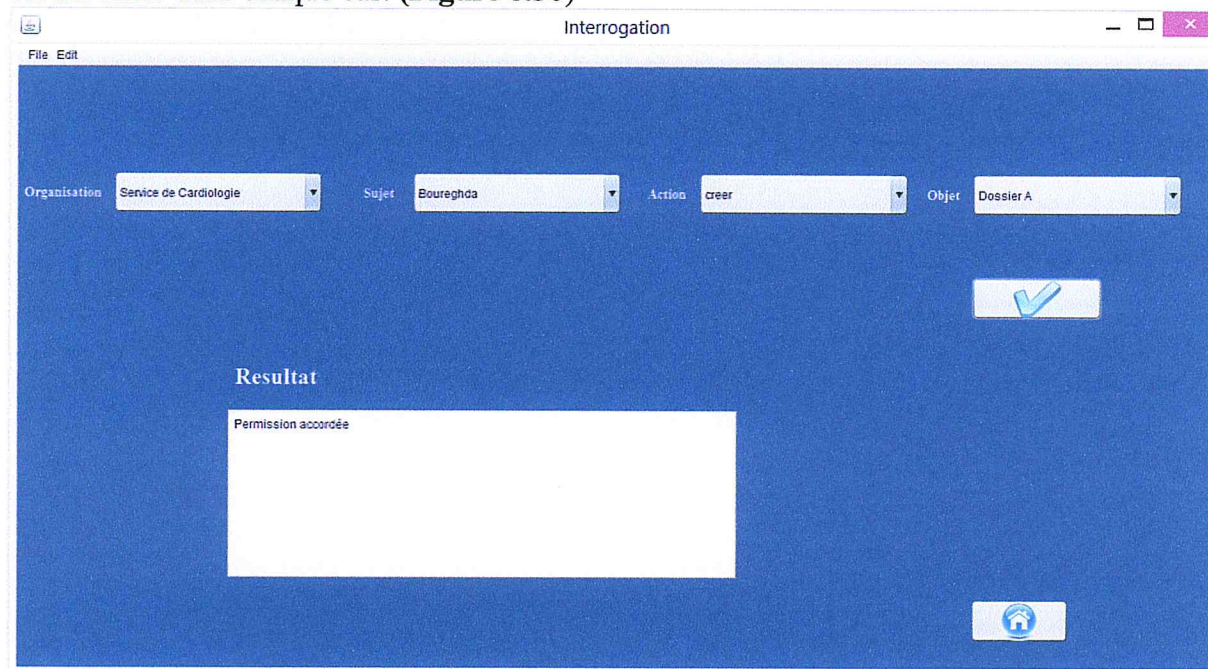 Interrogation
File Edit
Organisation Service de Cardiologie Sujet Boureghda Action creer Objet Dossier A
Resultat
Permission accordée